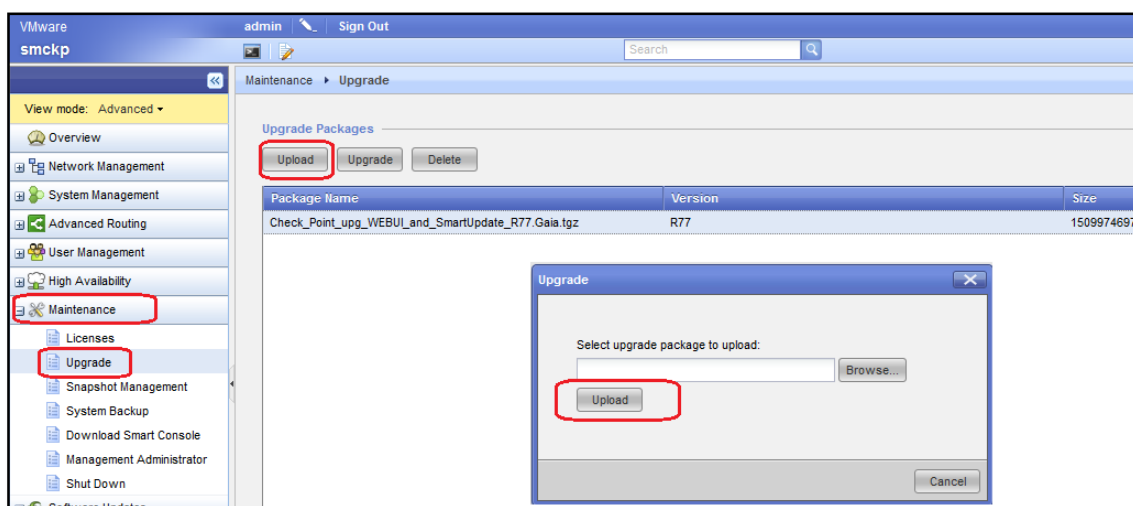 VMware
admin Sign Out
smckp
Search
Maintenance Upgrade
View mode: Advanced
Overview
Network Management
System Management
Advanced Routing
User Management
High Availability
Maintenance
Licenses
Upgrade
Snapshot Management
System Backup
Download Smart Console
Management Administrator
Shut Down
Software Updates
Upgrade Packages
Upload Upgrade Delete
Package Name Version Size
Check_Point_upg_WEBUI_and_SmartUpdate_R77.Gaia.tgz R77 1509974697
Upgrade
Select upgrade package to upload:
Browse...
Upload
Cancel